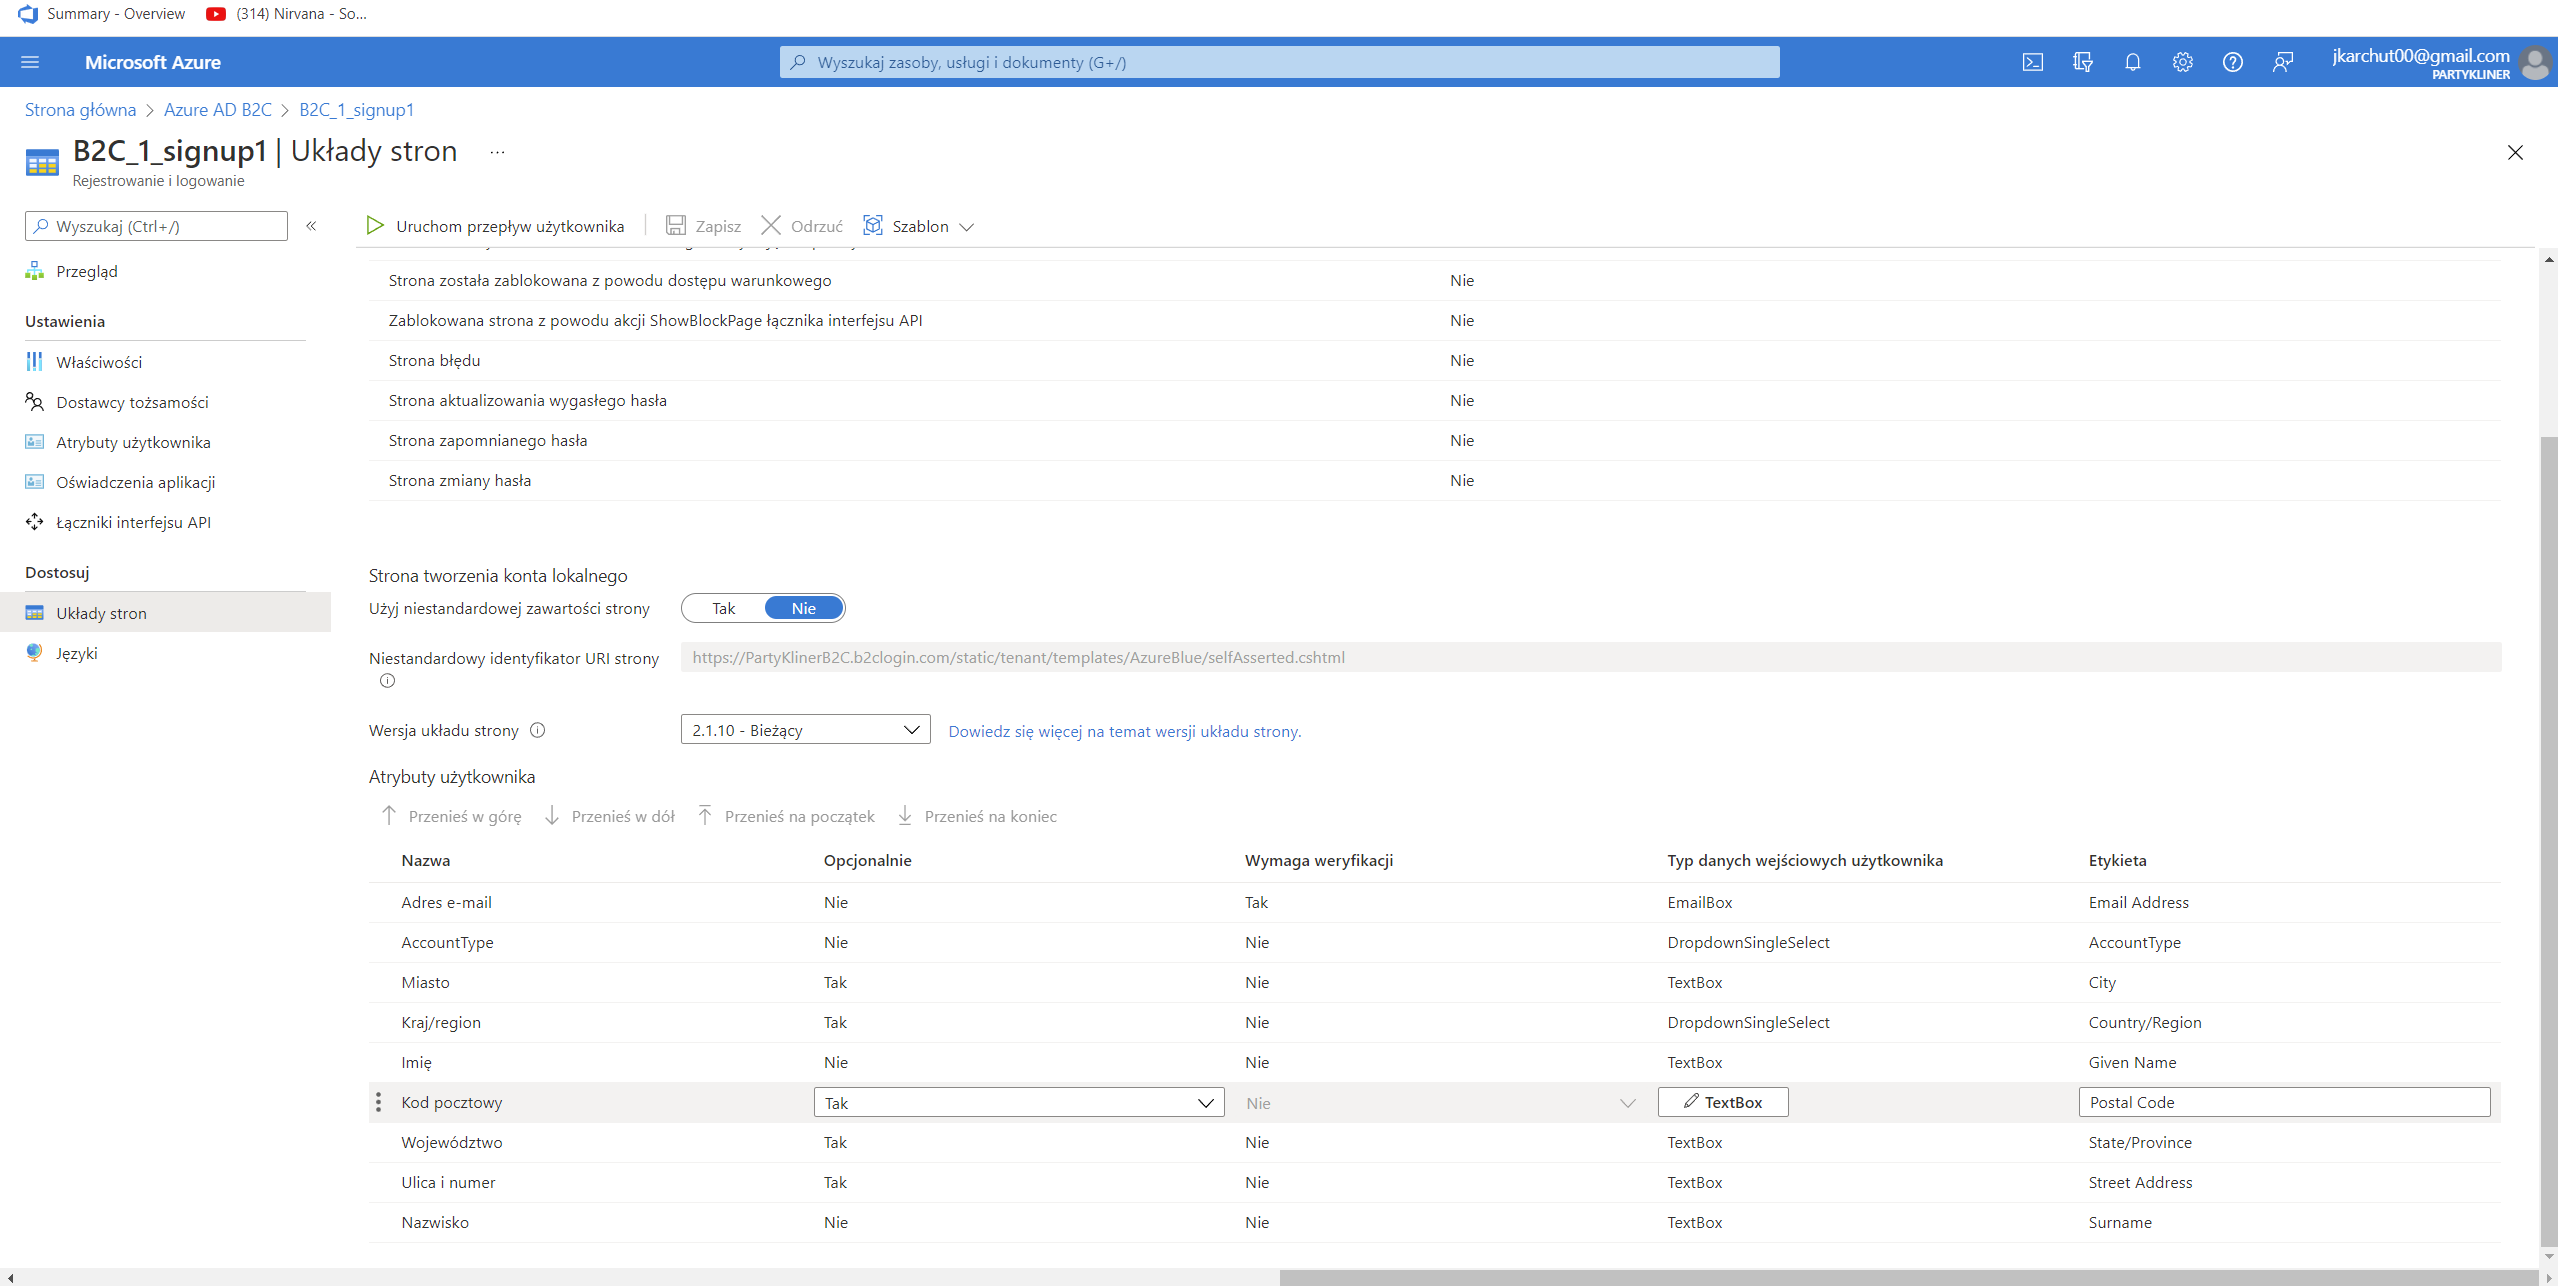 Summary - Overview (314) Nirvana - So...
Microsoft Azure Wyszukaj zasoby, usługi i dokumenty (G+/) jkarchut00@gmail.com
PARTYKLINER
Strona główna > Azure AD B2C > B2C_1_signup1
B2C_1_signup1 | Układy stron ...
Rejestrowanie i logowanie
Wyszukaj (Ctrl+/) «
Przegląd
Ustawienia
Właściwości
Dostawcy tożsamości
Atrybuty użytkownika
Oświadczenia aplikacji
Łączniki interfejsu API
Dostosuj
Układy stron
Języki
Uruchom przepływ użytkownika Zapisz Odrzuć Szablon
Strona została zablokowana z powodu dostępu warunkowego Nie
Zablokowana strona z powodu akcji ShowBlockPage łącznika interfejsu API Nie
Strona błędu Nie
Strona aktualizowania wygasłego hasła Nie
Strona zapomnianego hasła Nie
Strona zmiany hasła Nie
Strona tworzenia konta lokalnego
Użyj niestandardowej zawartości strony Tak Nie
Niestandardowy identyfikator URI strony https://PartyKlinerB2C.b2clogin.com/static/tenant/templates/AzureBlue/selfAsserted.cshtml
Wersja układu strony 2.1.10 - Bieżący Dowiedz się więcej na temat wersji układu strony.
Atrybuty użytkownika
Przenieś w górę Przenieś w dół Przenieś na początek Przenieś na koniec
Nazwa Opcjonalnie Wymaga weryfikacji Typ danych wejściowych użytkownika Etykieta
Adres e-mail Nie Tak EmailBox Email Address
AccountType Nie Nie DropdownSingleSelect AccountType
Miasto Tak Nie TextBox City
Kraj/region Tak Nie DropdownSingleSelect Country/Region
Imię Nie Nie TextBox Given Name
Kod pocztowy Tak Nie TextBox Postal Code
Województwo Tak Nie TextBox State/Province
Ulica i numer Tak Nie TextBox Street Address
Nazwisko Nie Nie TextBox Surname